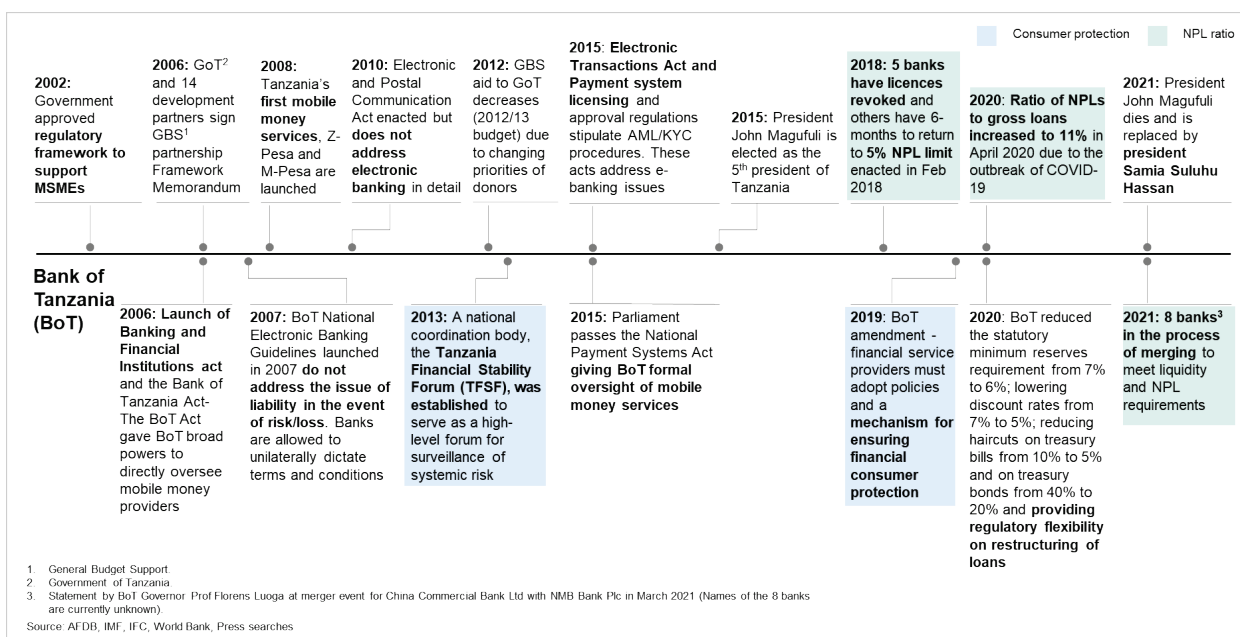 Consumer protection
NPL ratio
2002:
Government
approved
regulatory
framework to
support
MSMEs
2006: GoT2
and 14
development
partners sign
GBS1
partnership
Framework
Memorandum
2008:
Tanzania's
first mobile
money
services, Z-
Pesa and
M-Pesa are
launched
2010: Electronic
and Postal
Communication
Act enacted but
does not
address
electronic
banking in detail
2012: GBS
aid to GoT
decreases
(2012/13
budget) due
to changing
priorities of
donors
2015: Electronic
Transactions Act and
Payment system
licensing and
approval regulations
stipulate AML/KYC
procedures. These
acts address e-
banking issues
2015: President
John Magufuli is
elected as the
5th president of
Tanzania
2018: 5 banks
have licences
revoked and
others have 6-
months to return
to 5% NPL limit
enacted in Feb
2018
2020: Ratio of NPLs
to gross loans
increased to 11% in
April 2020 due to the
outbreak of COVID-
19
2021: President
John Magufuli
dies and is
replaced by
president
Samia Suluhu
Hassan
Bank of
Tanzania
(BoT)
2006: Launch of
Banking and
Financial
Institutions act
and the Bank of
Tanzania Act-
The BoT Act
gave BoT broad
powers to
directly oversee
mobile money
providers
2007: BoT National
Electronic Banking
Guidelines launched
in 2007 do not
address the issue of
liability in the event
of risk/loss. Banks
are allowed to
unilaterally dictate
terms and conditions
2013: A national
coordination body,
the Tanzania
Financial Stability
Forum (TFSF), was
established to
serve as a high-
level forum for
surveillance of
systemic risk
2015: Parliament
passes the National
Payment Systems Act
giving BoT formal
oversight of mobile
money services
2019: BoT
amendment -
financial service
providers must
adopt policies
and a
mechanism for
ensuring
financial
consumer
protection
2020: BoT reduced
the statutory
minimum reserves
requirement from 7%
to 6%; lowering
discount rates from
7% to 5%; reducing
haircuts on treasury
bills from 10% to 5%
and on treasury
bonds from 40% to
20% and providing
regulatory flexibility
on restructuring of
loans
2021: 8 banks3
in the process
of merging to
meet liquidity
and NPL
requirements
1. General Budget Support.
2. Government of Tanzania.
3. Statement by BoT Governor Prof Florens Luoga at merger event for China Commercial Bank Ltd with NMB Bank Plc in March 2021 (Names of the 8 banks
are currently unknown).
Source: AFDB, IMF, IFC, World Bank, Press searches